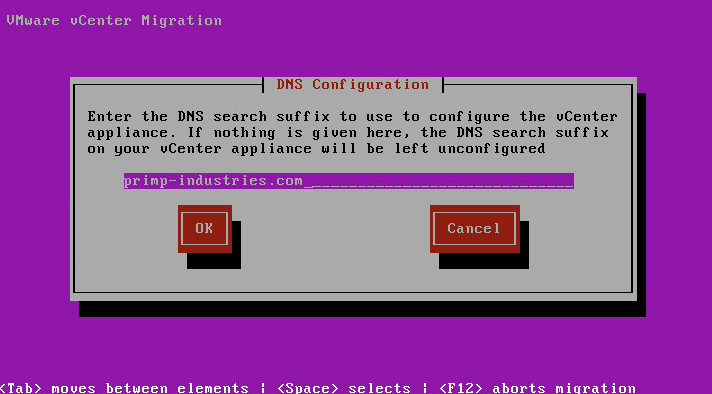 VMware vCenter Migration
DNS Configuration
Enter the DNS search suffix to use to configure the vCenter
appliance. If nothing is given here, the DNS search suffix
on your vCenter appliance will be left unconfigured
primp-industries.com_____________________________
OK
Cancel
<Tab> moves between elements | <Space> selects | <F12> aborts migration